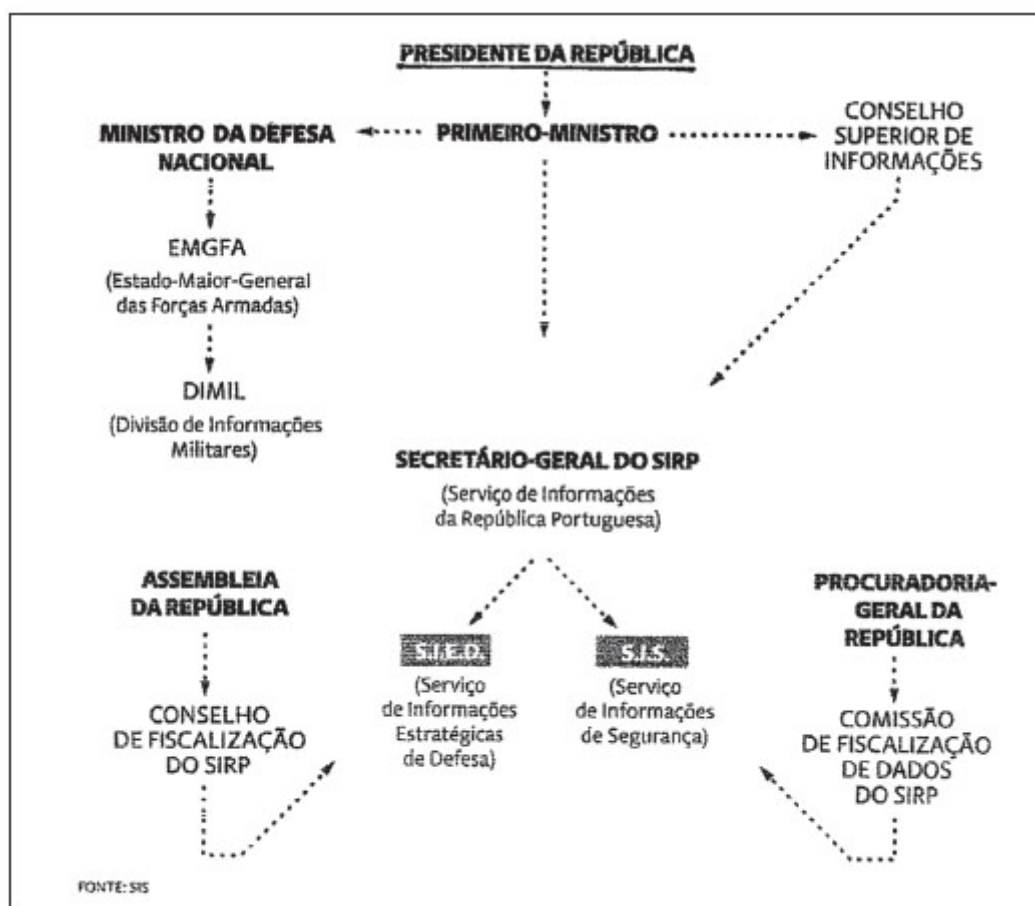 PRESIDENTE DA REPÚBLICA
MINISTRO DA DEFESA
NACIONAL
PRIMEIRO-MINISTRO
CONSELHO
SUPERIOR DE
INFORMAÇÕES
EMGFA
(Estado-Maior-General
das Forças Armadas)
DIMIL
(Divisão de Informações
Militares)
SECRETÁRIO-GERAL DO SIRP
(Serviço de Informações
da República Portuguesa)
ASSEMBLEIA
DA REPÚBLICA
PROCURADORIA-
GERAL DA
REPÚBLICA
S.I.E.D.
(Serviço
de Informações
Estratégicas
de Defesa)
S.I.S.
(Serviço
de Informações
de Segurança)
CONSELHO
DE FISCALIZAÇÃO
DO SIRP
COMISSÃO
DE FISCALIZAÇÃO
DE DADOS
DO SIRP
FONTE: SIS